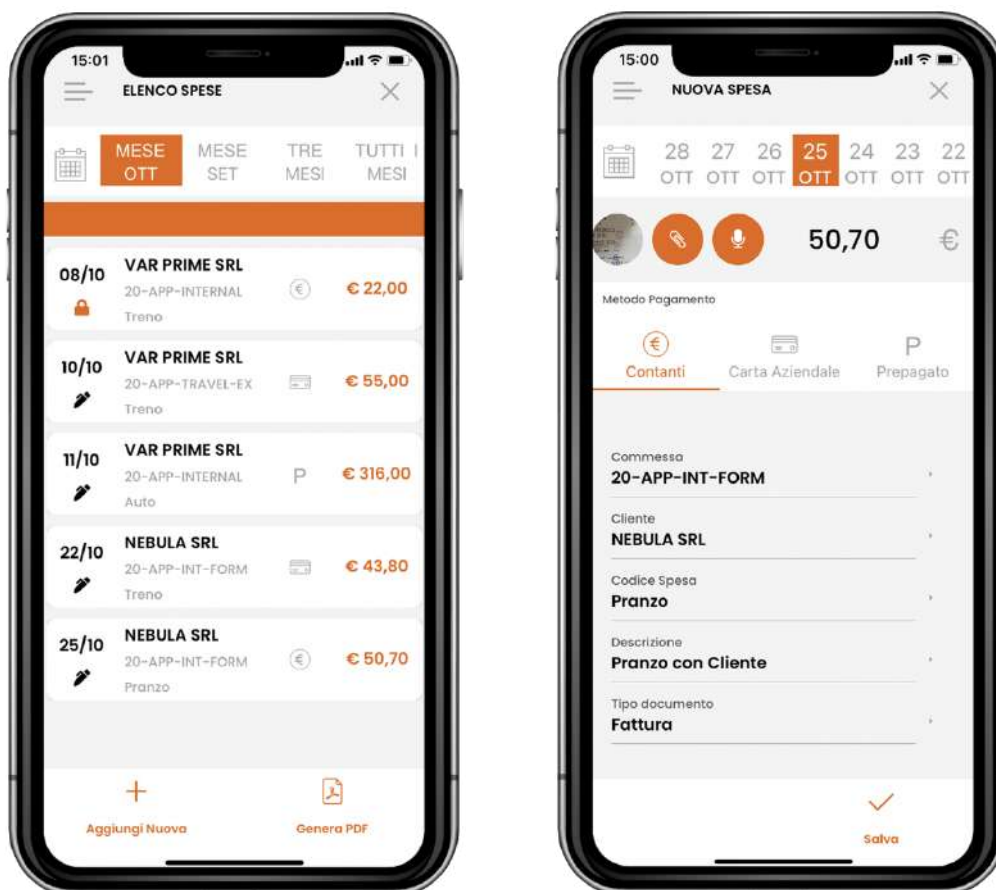 15:01
ELENCO SPESE
MESE OTT
MESE SET
TRE MESI
TUTTI I MESI
08/10
VAR PRIME SRL
20-APP-INTERNAL
Treno
€ 22,00
10/10
VAR PRIME SRL
20-APP-TRAVEL-EX
Treno
€ 55,00
11/10
VAR PRIME SRL
20-APP-INTERNAL
Auto
P
€ 316,00
22/10
NEBULA SRL
20-APP-INT-FORM
Treno
€ 43,80
25/10
NEBULA SRL
20-APP-INT-FORM
Pranzo
€
€ 50,70
Aggiungi Nuova
Genera PDF
15:00
NUOVA SPESA
28 27 26 25 24 23 22
OTT OTT OTT OTT OTT OTT OTT
50,70 €
Metodo Pagamento
€
P
Contanti
Carta Aziendale
Prepagato
Commessa
20-APP-INT-FORM
Cliente
NEBULA SRL
Codice Spesa
Pranzo
Descrizione
Pranzo con Cliente
Tipo documento
Fattura
Salva